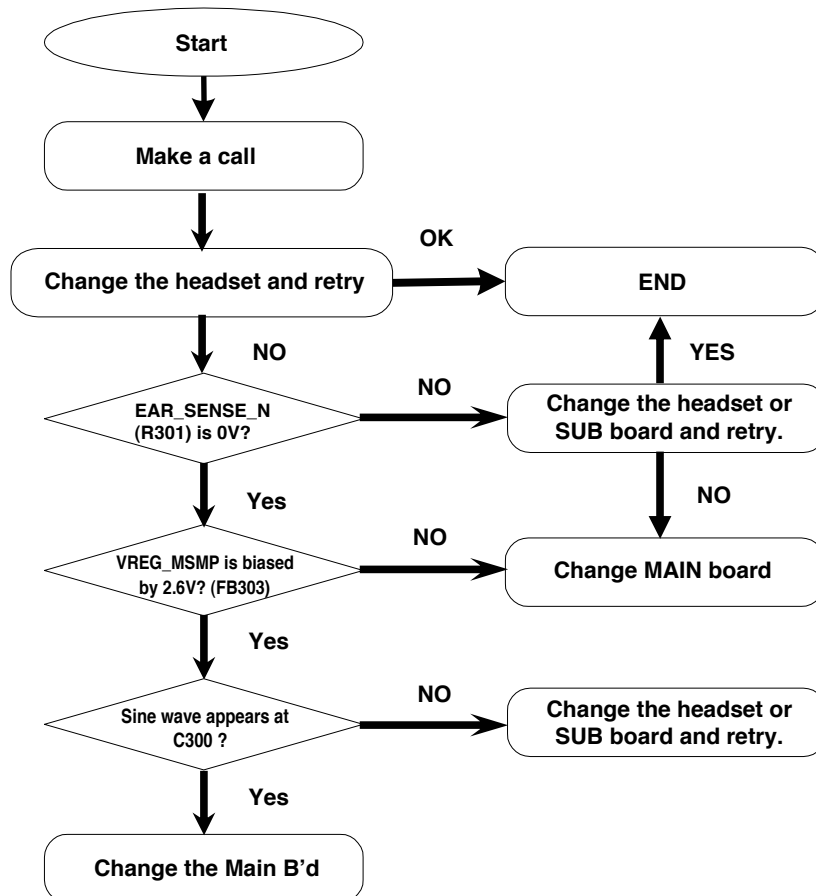 Start
Make a call
OK
Change the headset and retry
END
NO
YES
EAR_SENSE_N
(R301) is 0V?
NO
Change the headset or
SUB board and retry.
Yes
NO
VREG_MSMP is biased
by 2.6V? (FB303)
NO
Change MAIN board
Yes
Sine wave appears at
C300 ?
NO
Change the headset or
SUB board and retry.
Yes
Change the Main B’d